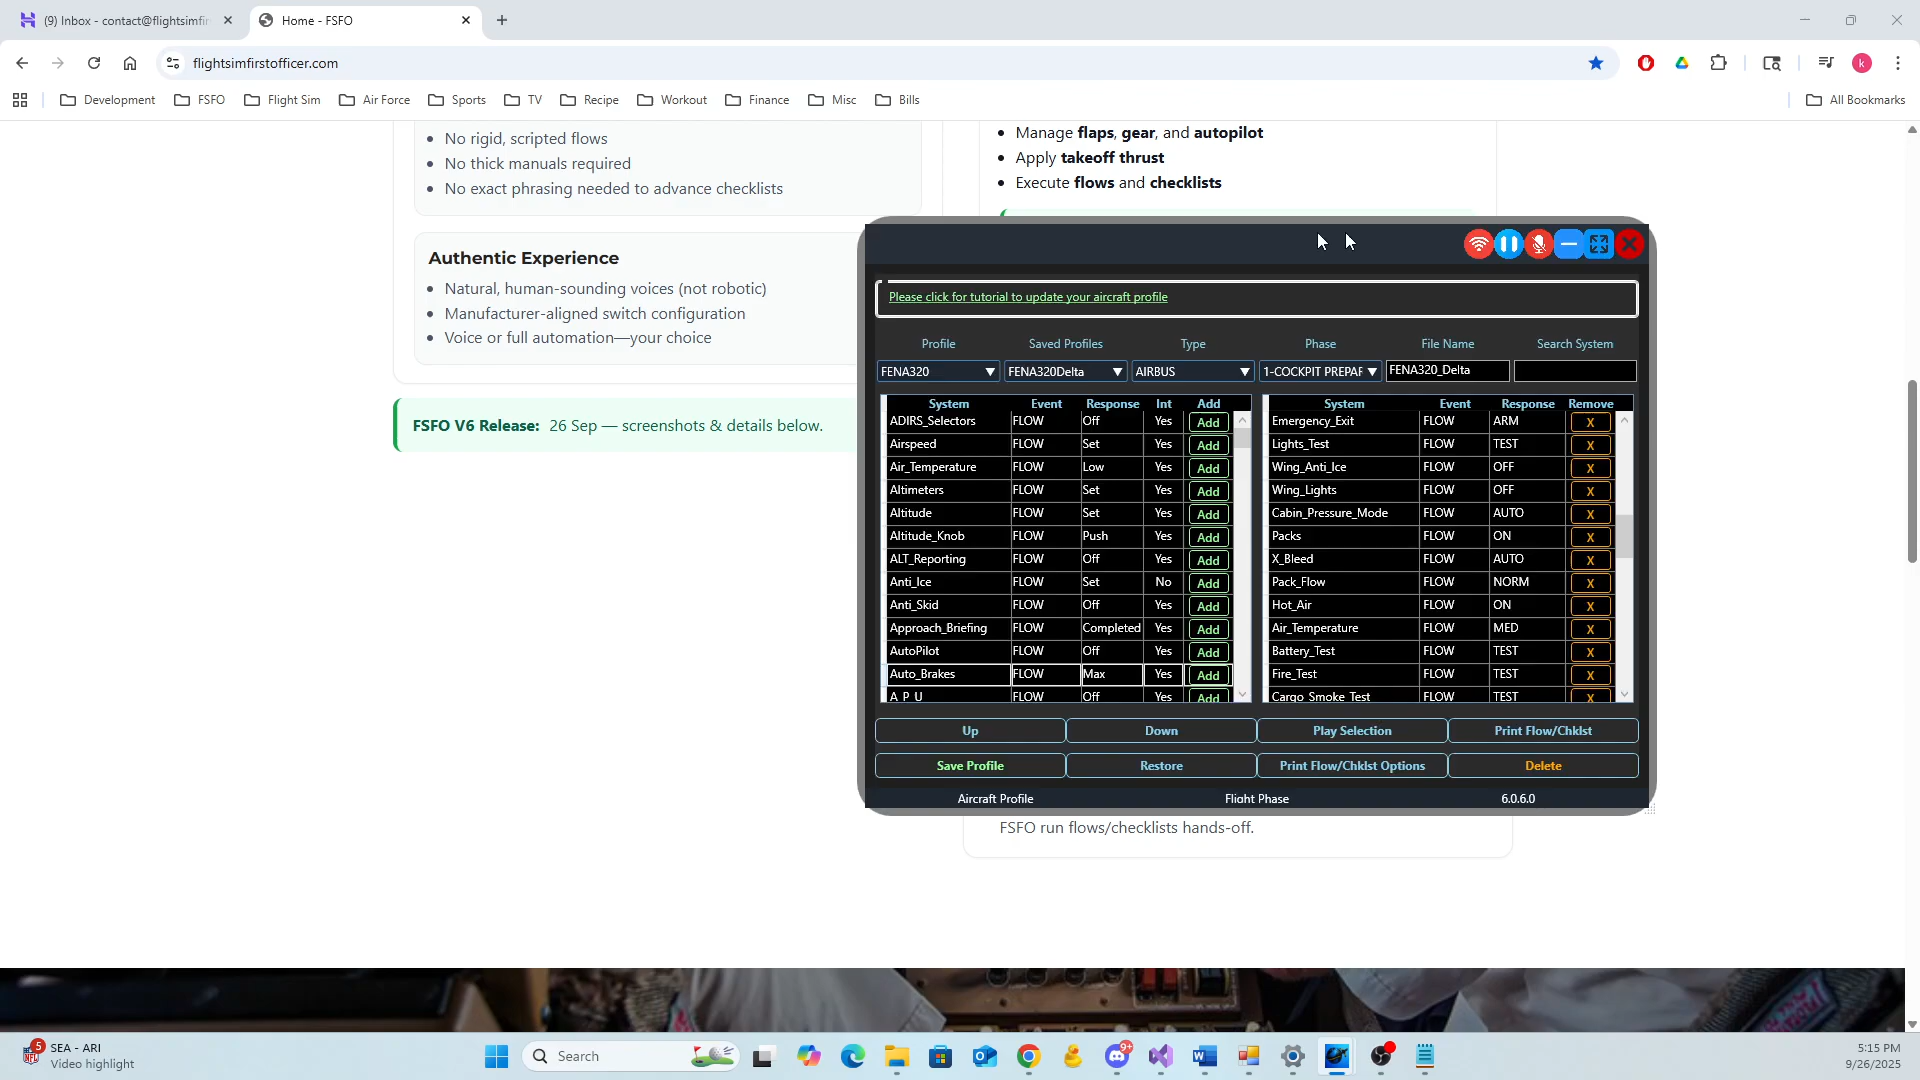 (9) Inbox - contact@flightsimfi
Home - FSFO
flightsimfirstofficer.com
Development
FSFO
Flight Sim
Air Force
Sports
TV
Recipe
Workout
Finance
Misc
Bills
All Bookmarks
k
No rigid, scripted flows
No thick manuals required
No exact phrasing needed to advance checklists
Authentic Experience
Natural, human-sounding voices (not robotic)
Manufacturer-aligned switch configuration
Voice or full automation—your choice
FSFO V6 Release: 26 Sep — screenshots & details below.
Manage flaps, gear, and autopilot
Apply takeoff thrust
Execute flows and checklists
Please click for tutorial to update your aircraft profile
Profile Saved Profiles Type Phase File Name Search System
FENA320 FENA320Delta AIRBUS 1-COCKPIT PREPAF FENA320_Delta
System Event Response Int Add
ADIRS_Selectors FLOW Off Yes Add
Airspeed FLOW Set Yes Add
Air_Temperature FLOW Low Yes Add
Altimeters FLOW Set Yes Add
Altitude FLOW Set Yes Add
Altitude_Knob FLOW Push Yes Add
ALT_Reporting FLOW Off Yes Add
Anti_Ice FLOW Set No Add
Anti_Skid FLOW Off Yes Add
Approach_Briefing FLOW Completed Yes Add
AutoPilot FLOW Off Yes Add
Auto_Brakes FLOW Max Yes Add
A_P_U FLOW Off Yes Add
System Event Response Remove
Emergency_Exit FLOW ARM X
Lights_Test FLOW TEST X
Wing_Anti_Ice FLOW OFF X
Wing_Lights FLOW OFF X
Cabin_Pressure_Mode FLOW AUTO X
Packs FLOW ON X
X_Bleed FLOW AUTO X
Pack_Flow FLOW NORM X
Hot_Air FLOW ON X
Air_Temperature FLOW MED X
Battery_Test FLOW TEST X
Fire_Test FLOW TEST X
Cargo_Smoke_Test FLOW TEST X
Up Down Play Selection Print Flow/Chklst
Save Profile Restore Print Flow/Chklst Options Delete
Aircraft Profile Flight Phase 6.0.6.0
FSFO run flows/checklists hands-off.
5
SEA - ARI
Video highlight
Search
9+
5:15 PM
9/26/2025